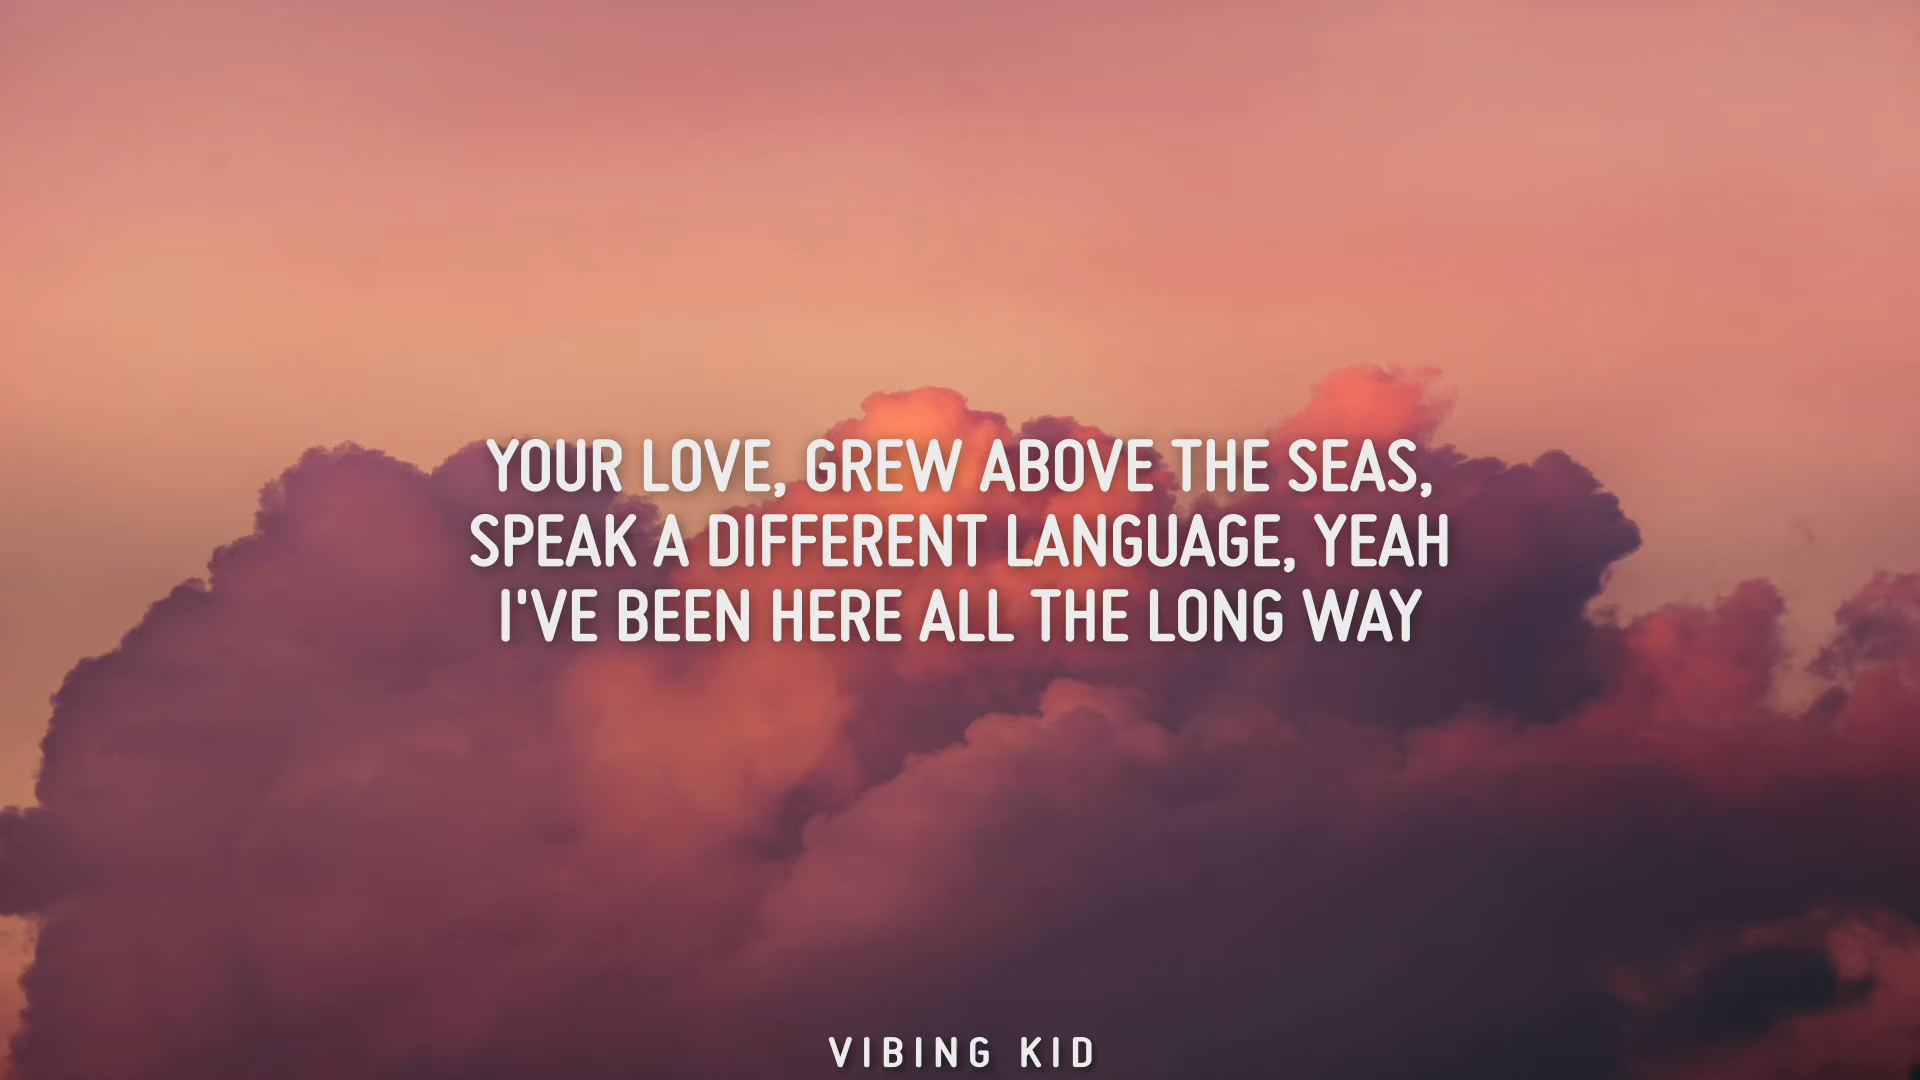 YOUR LOVE, GREW ABOVE THE SEAS,
SPEAK A DIFFERENT LANGUAGE, YEAH
I'VE BEEN HERE ALL THE LONG WAY
VIBING KID